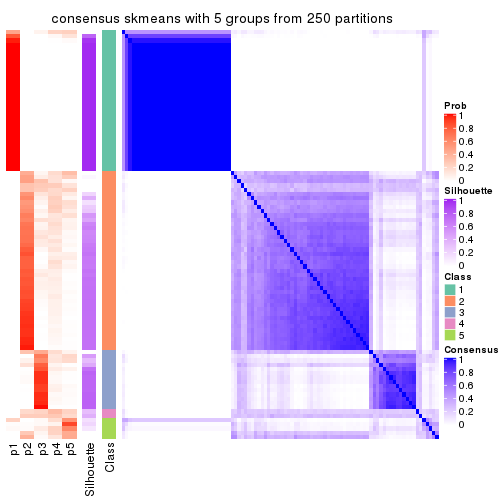 consensus skmeans with 5 groups from 250 partitions
Prob
1
0.8
0.6
0.4
0.2
0
Silhouette
1
0.8
0.6
0.4
0.2
0
Class
1
2
3
4
5
Consensus
1
0.8
0.6
0.4
0.2
0
p1
p2
p3
p4
p5
Silhouette
Class